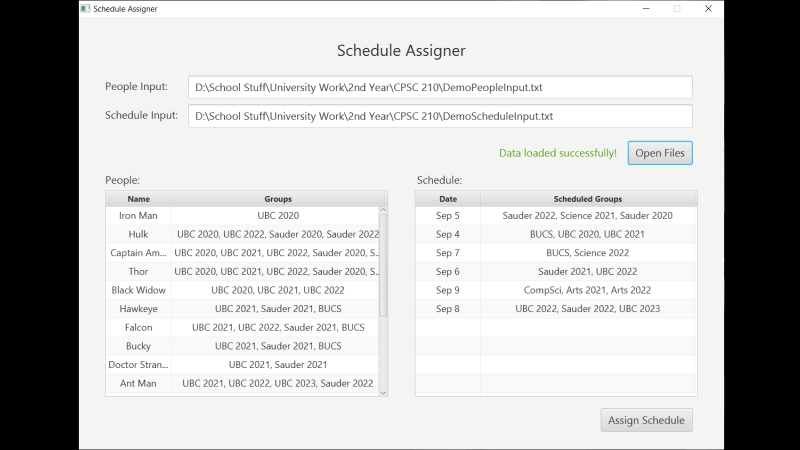 Schedule Assigner
Schedule Assigner
People Input: D:\School Stuff\University Work\2nd Year\CPSC 210\DemoPeopleInput.txt
Schedule Input: D:\School Stuff\University Work\2nd Year\CPSC 210\DemoScheduleInput.txt
Data loaded successfully! Open Files
People: Schedule:
Name Groups Date Scheduled Groups
Iron Man UBC 2020 Sep 5 Sauder 2022, Science 2021, Sauder 2020
Hulk UBC 2020, UBC 2022, Sauder 2020, Sauder 2022 Sep 4 BUCS, UBC 2020, UBC 2021
Captain Am... UBC 2020, UBC 2021, UBC 2022, Sauder 2020, S... Sep 7 BUCS, Science 2022
Thor UBC 2020, UBC 2021, UBC 2022, Sauder 2020, S... Sep 6 Sauder 2021, UBC 2022
Black Widow UBC 2020, UBC 2021, UBC 2022 Sep 9 CompSci, Arts 2021, Arts 2022
Hawkeye UBC 2021, Sauder 2021, BUCS Sep 8 UBC 2022, Sauder 2022, UBC 2023
Falcon UBC 2021, UBC 2022, Sauder 2021, BUCS
Bucky UBC 2021, Sauder 2021, BUCS
Doctor Stran... UBC 2021, Sauder 2021
Ant Man UBC 2021, UBC 2022, UBC 2023, Sauder 2022
Assign Schedule